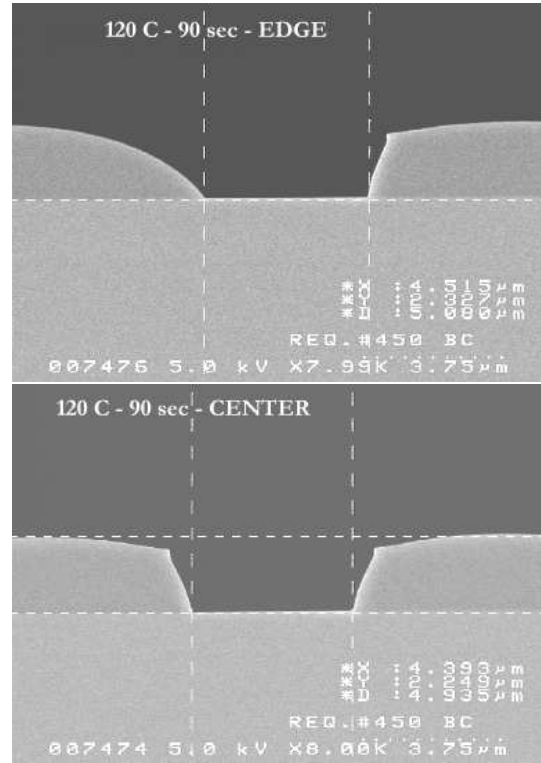 120 C - 90 sec - EDGE
*X :4.515μm
*Y :2.327μm
*D :5.080μm
REQ.#450 BC
007476 5.0 kV X7.99K 3.75μm
120 C - 90 sec - CENTER
*X :4.393μm
*Y :2.249μm
*D :4.935μm
REQ.#450 BC
007474 5.0 kV X8.00K 3.75μm